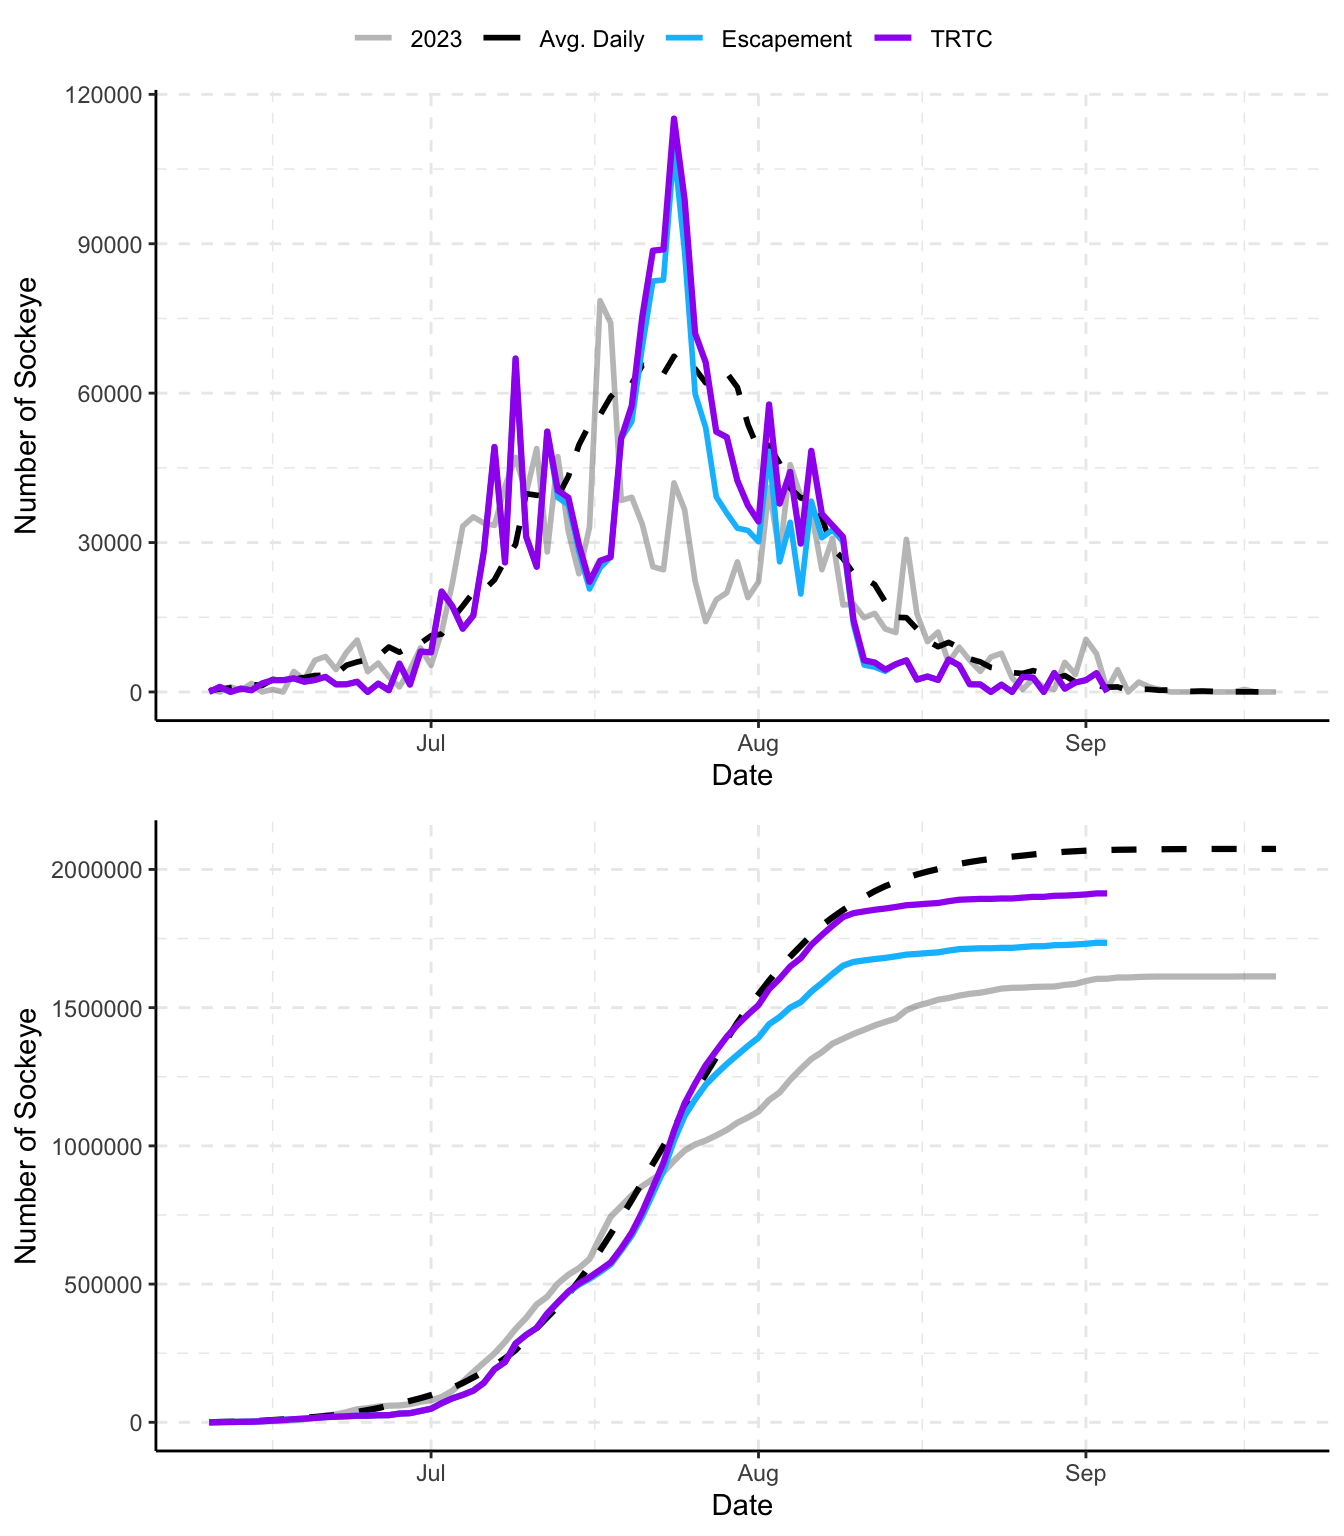 2023 Avg. Daily Escapement TRTC
120000
90000
60000
30000
0
Number of Sockeye
Jul Aug Sep
Date
2000000
1500000
1000000
500000
0
Number of Sockeye
Jul Aug Sep
Date